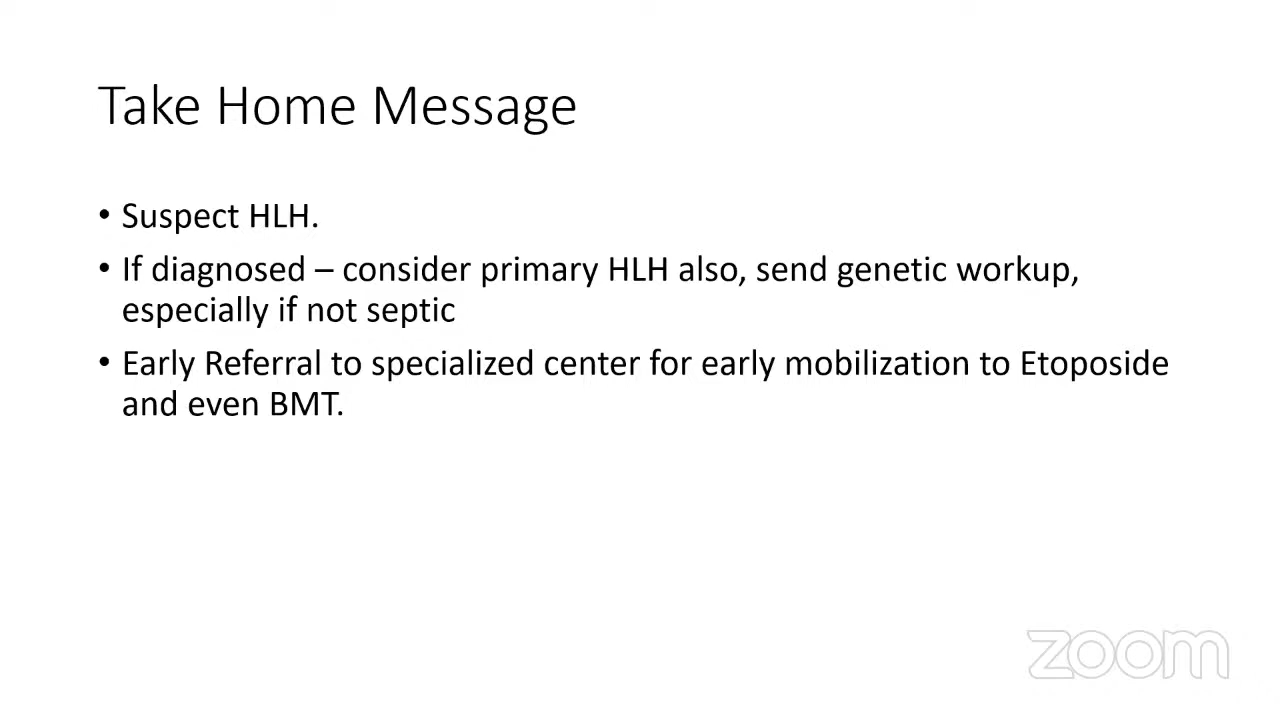 Take Home Message
• Suspect HLH.
• If diagnosed – consider primary HLH also, send genetic workup,
especially if not septic
• Early Referral to specialized center for early mobilization to Etoposide
and even BMT.
zoom